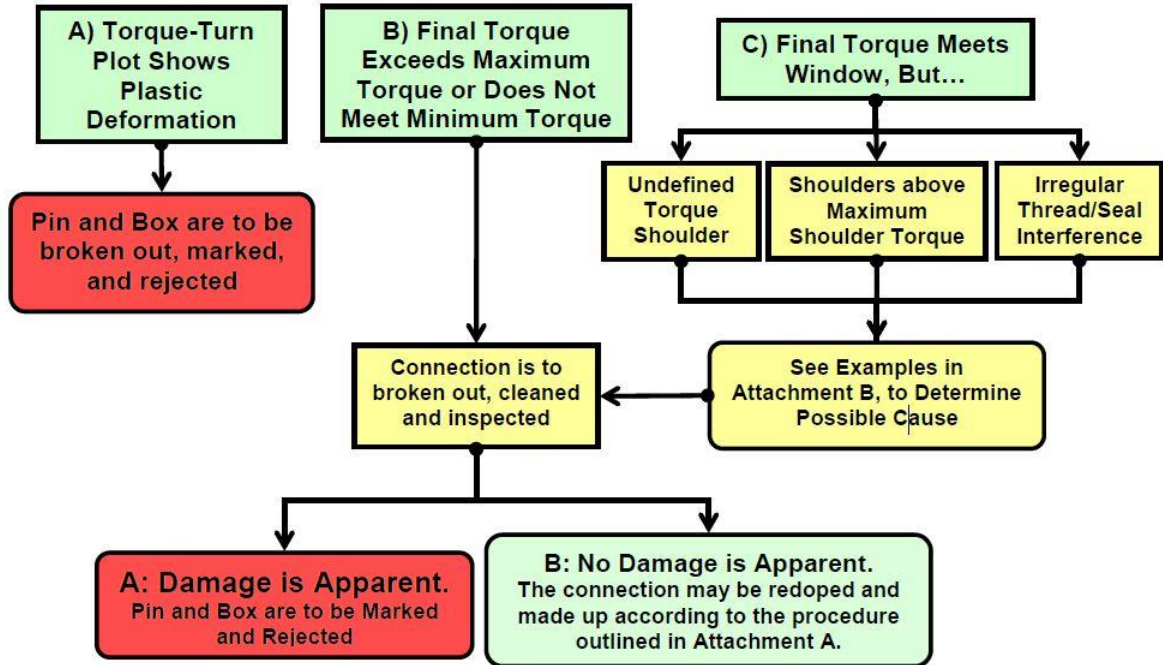 A) Torque-Turn
Plot Shows
Plastic
Deformation
B) Final Torque
Exceeds Maximum
Torque or Does Not
Meet Minimum Torque
C) Final Torque Meets
Window, But…
Undefined
Torque
Shoulder
Shoulders above
Maximum
Shoulder Torque
Irregular
Thread/Seal
Interference
Pin and Box are to be
broken out, marked,
and rejected
Connection is to
broken out, cleaned
and inspected
See Examples in
Attachment B, to Determine
Possible Cause
A: Damage is Apparent.
Pin and Box are to be Marked
and Rejected
B: No Damage is Apparent.
The connection may be redoped and
made up according to the procedure
outlined in Attachment A.